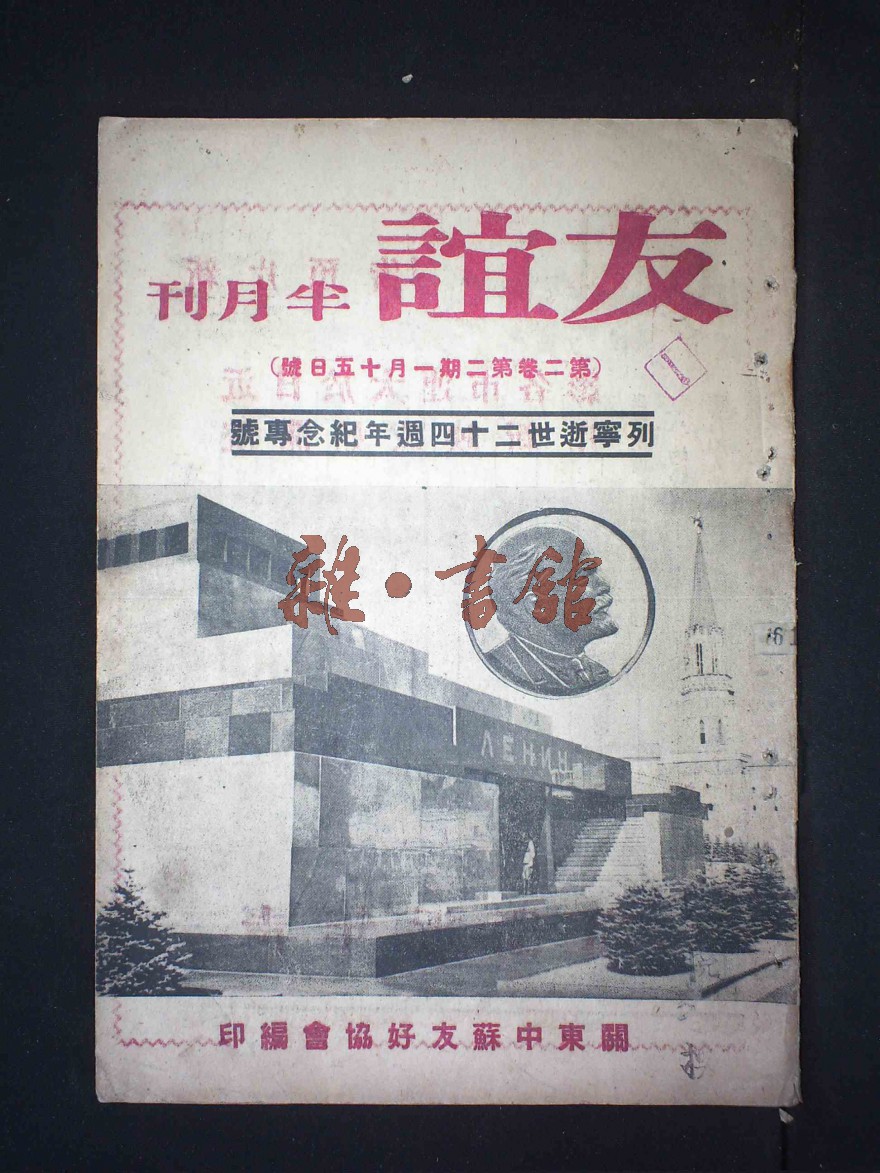 友誼
半月刊
(第二卷第二期一月十五日號)
一
列寧逝世二十四週年紀念專號
雜·書館
ЛЕНИН
61
關東中蘇友好協會編印